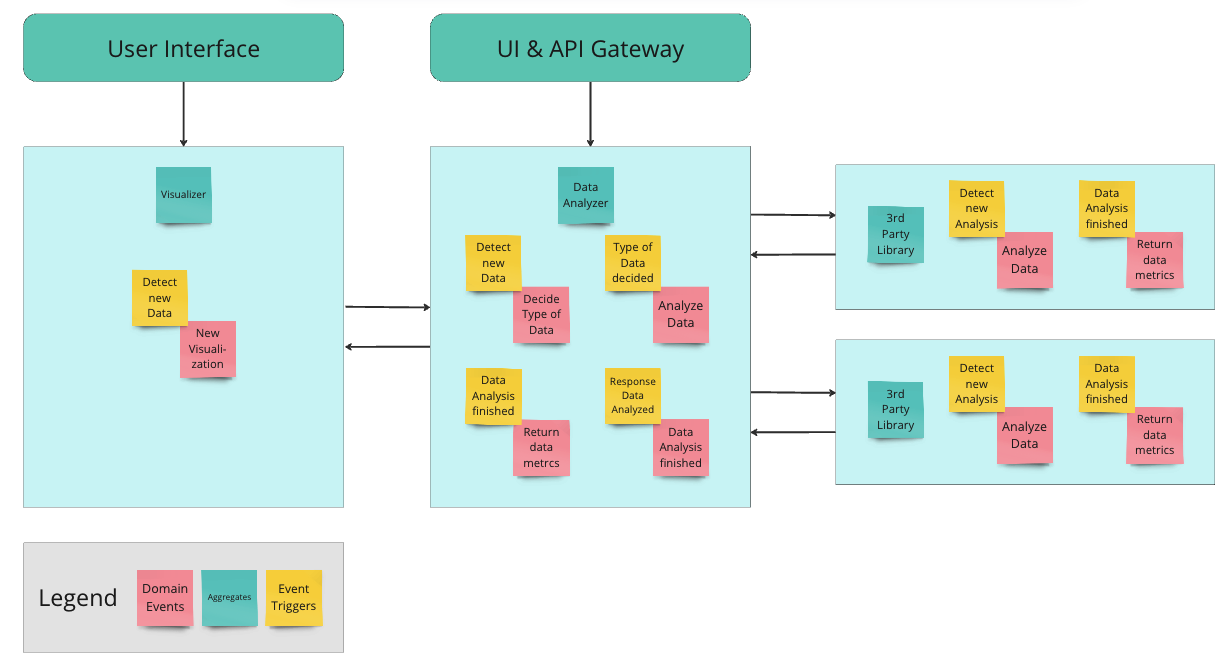 User Interface
UI & API Gateway
Visualizer
Detect
new
Data
New
Visuali-
zation
Data
Analyzer
Detect
new
Data
Decide
Type of
Data
Type of
Data
decided
Analyze
Data
Data
Analysis
finished
Return
data
metrcs
Response
Data
Analyzed
Data
Analysis
finished
3rd
Party
Library
Detect
new
Analysis
Analyze
Data
Data
Analysis
finished
Return
data
metrics
3rd
Party
Library
Detect
new
Analysis
Analyze
Data
Data
Analysis
finished
Return
data
metrics
Legend
Domain
Events
Aggregates
Event
Triggers